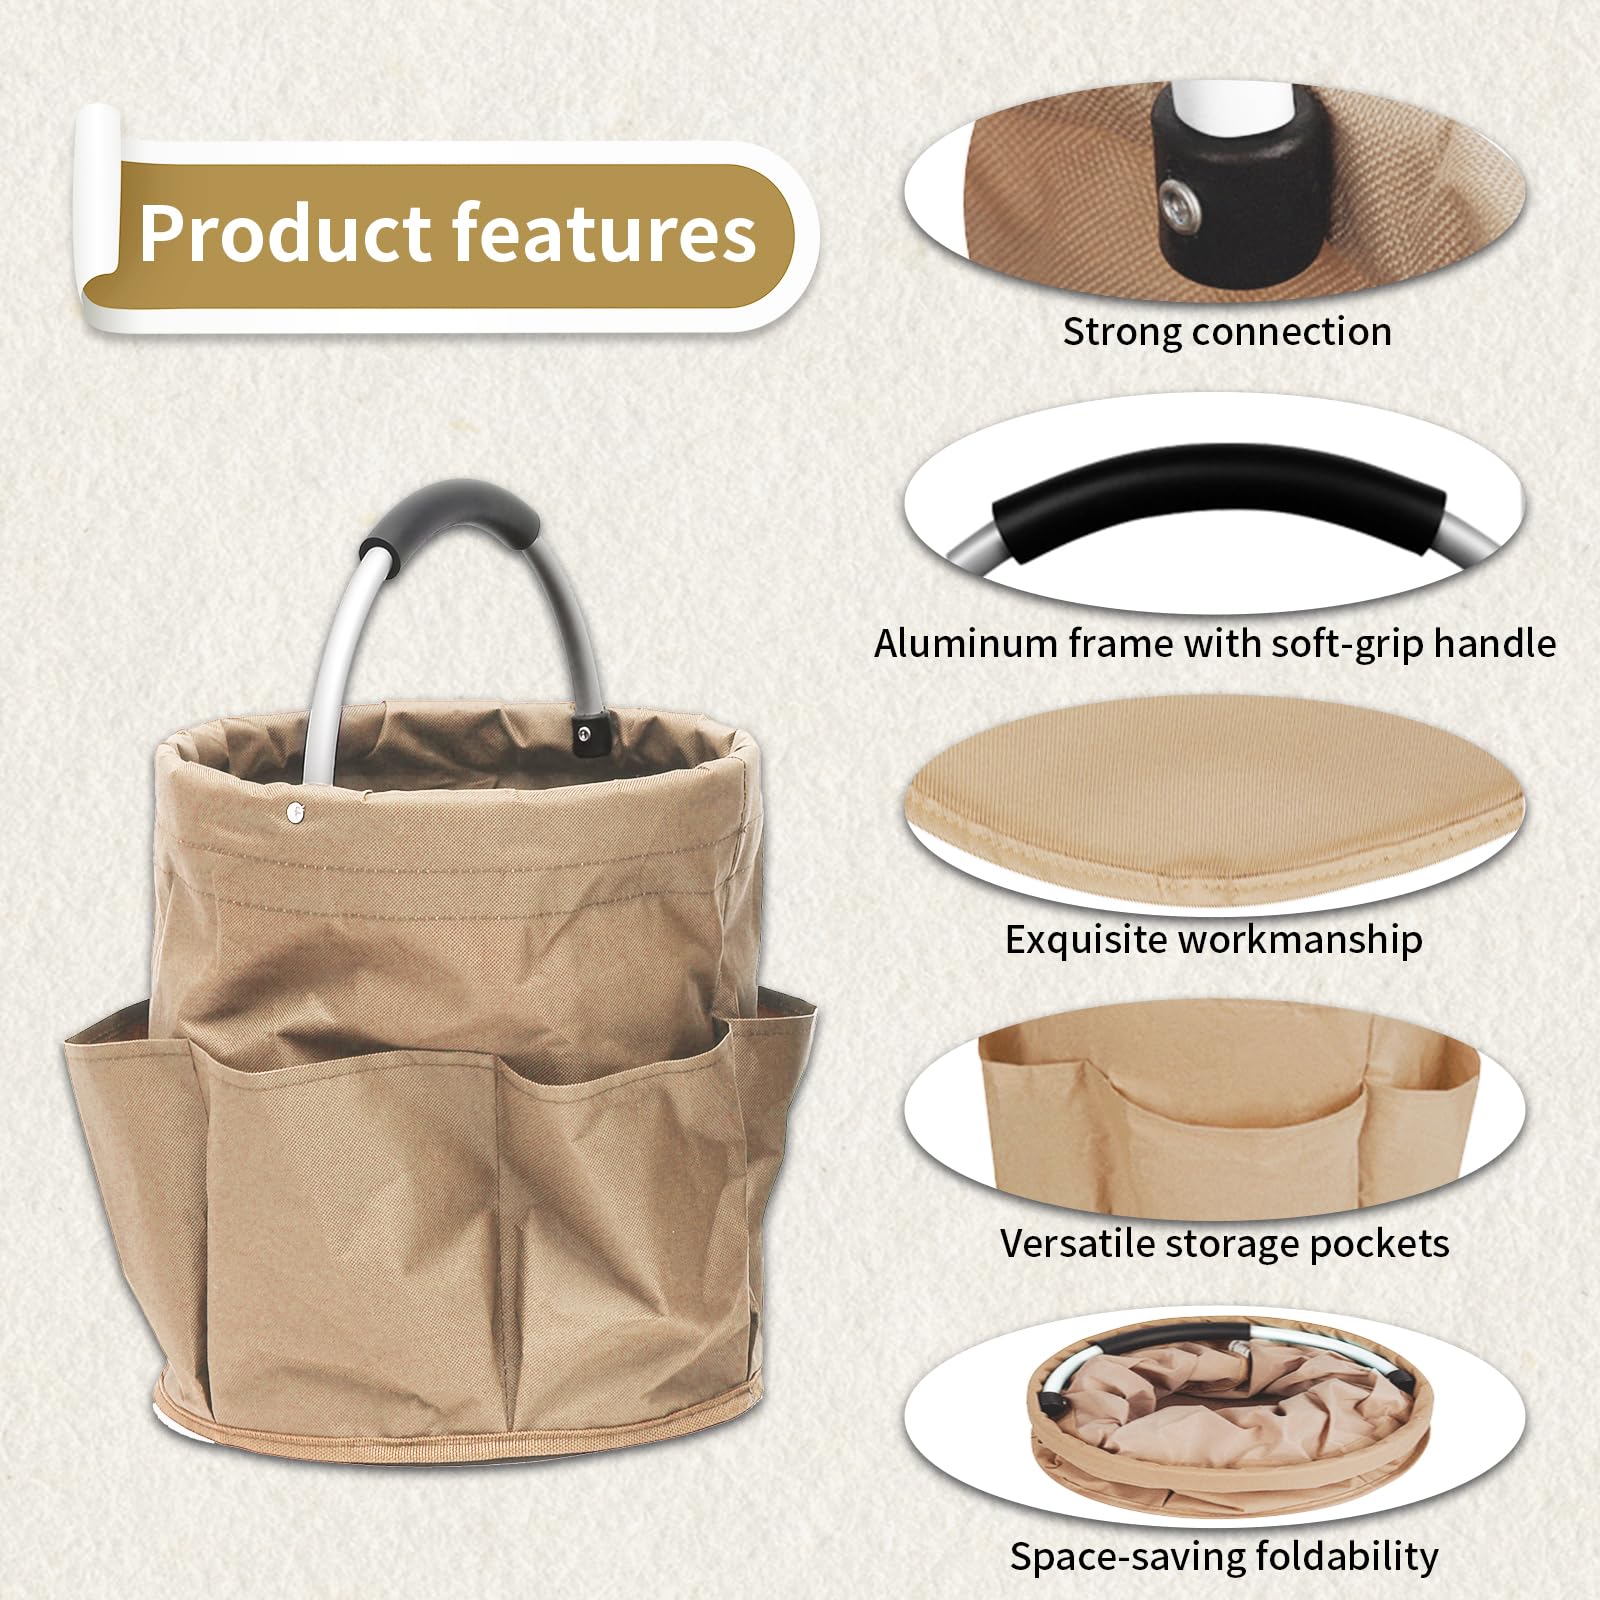 Product features
Strong connection
Aluminum frame with soft-grip handle
Exquisite workmanship
Versatile storage pockets
Space-saving foldability